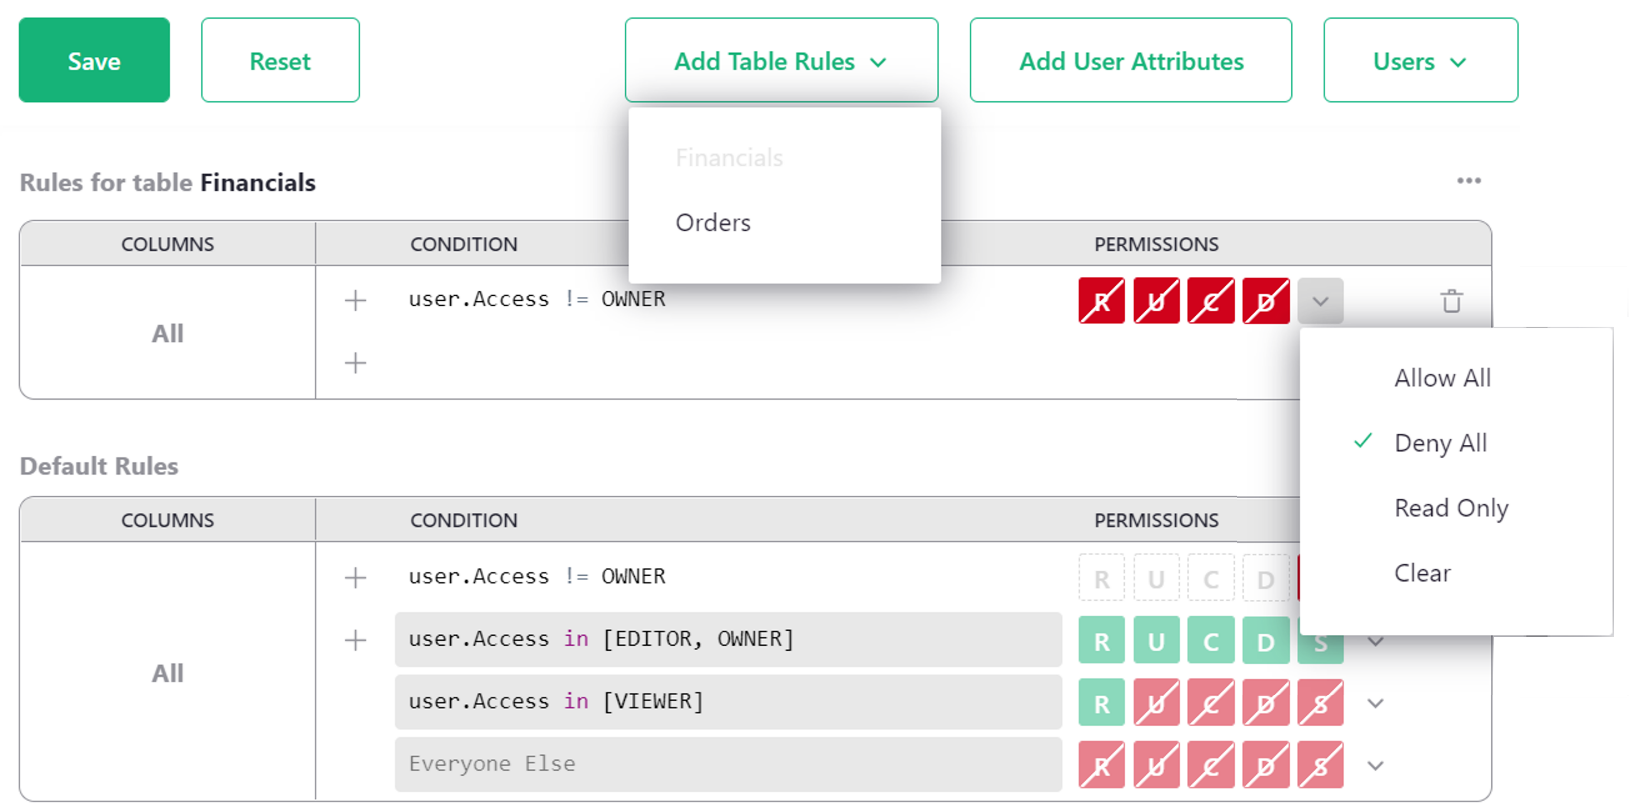 Save Reset Add Table Rules Add User Attributes Users
Financials
Orders
Rules for table Financials
COLUMNS CONDITION PERMISSIONS
All
user.Access != OWNER R U C D
Allow All
Deny All
Read Only
Clear
Default Rules
COLUMNS CONDITION PERMISSIONS
All
user.Access != OWNER R U C D
user.Access in [EDITOR, OWNER] R U C D S
user.Access in [VIEWER] R U C D S
Everyone Else R U C D S